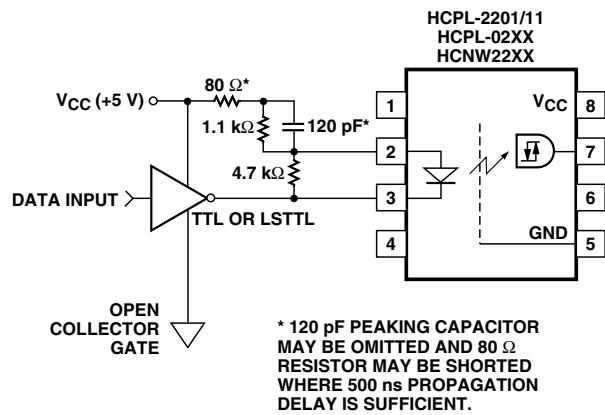 HCPL-2201/11
HCPL-02XX
HCNW22XX
80 Ω*
VCC (+5 V)
1.1 kΩ
120 pF*
4.7 kΩ
DATA INPUT
TTL OR LSTTL
OPEN
COLLECTOR
GATE
1
2
3
4
VCC
8
7
6
GND
5
* 120 pF PEAKING CAPACITOR
MAY BE OMITTED AND 80 Ω
RESISTOR MAY BE SHORTED
WHERE 500 ns PROPAGATION
DELAY IS SUFFICIENT.